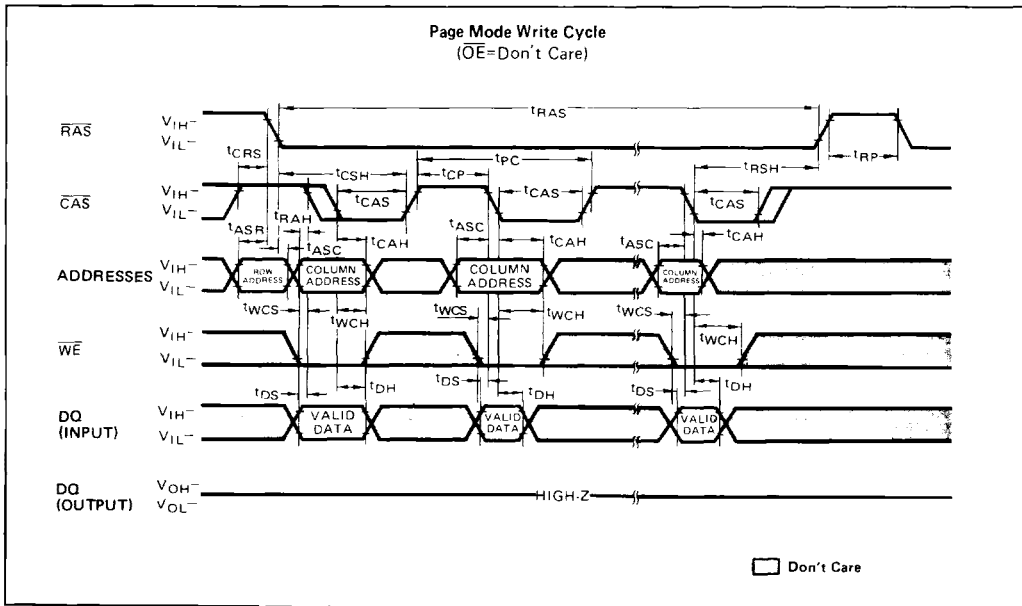 Page Mode Write Cycle
(OE=Don't Care)
RAS
VIH–
VIL–
tRAS
tRP
tCRS
tCSH
tCP
tPC
tRSH
CAS
VIH–
VIL–
tCAS
tCAS
tCAS
tRAH
tASR
tASC
tCAH
tASC
tCAH
tASC
tCAH
ADDRESSES
VIH–
VIL–
ROW
ADDRESS
COLUMN
ADDRESS
COLUMN
ADDRESS
COLUMN
ADDRESS
tWCS
tWCH
tWCS
tWCH
tWCS
tWCH
WE
VIH–
VIL–
tDS
tDH
tDS
tDH
tDS
tDH
DQ
(INPUT)
VIH–
VIL–
VALID
DATA
VALID
DATA
VALID
DATA
DQ
(OUTPUT)
VOH–
VOL–
HIGH-Z
Don't Care